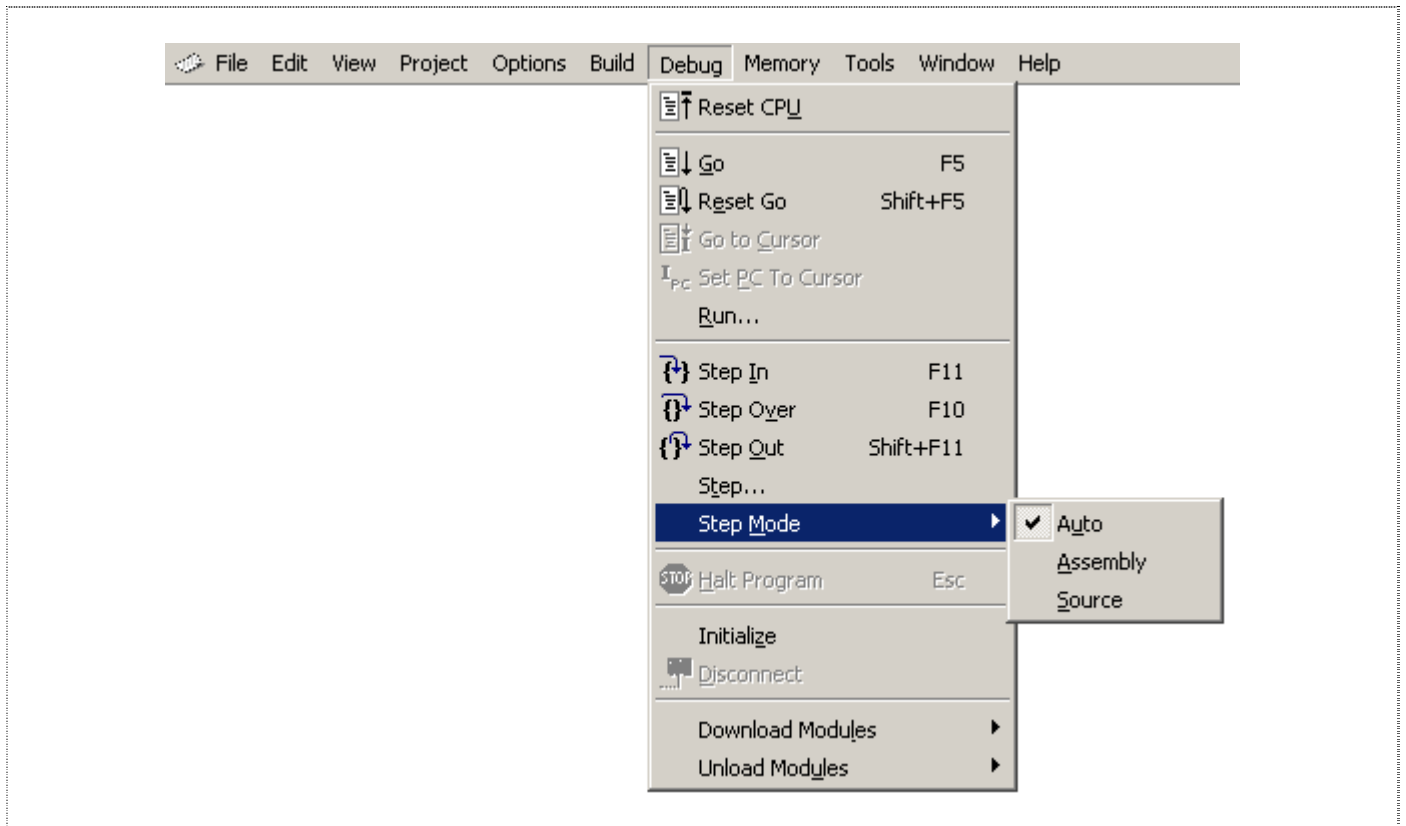 File Edit View Project Options Build Debug Memory Tools Window Help
Reset CPU
Go F5
Reset Go Shift+F5
Go to Cursor
IPC Set PC To Cursor
Run...
Step In F11
Step Over F10
Step Out Shift+F11
Step...
Step Mode
Auto
Assembly
Source
STOP Halt Program Esc
Initialize
Disconnect
Download Modules
Unload Modules